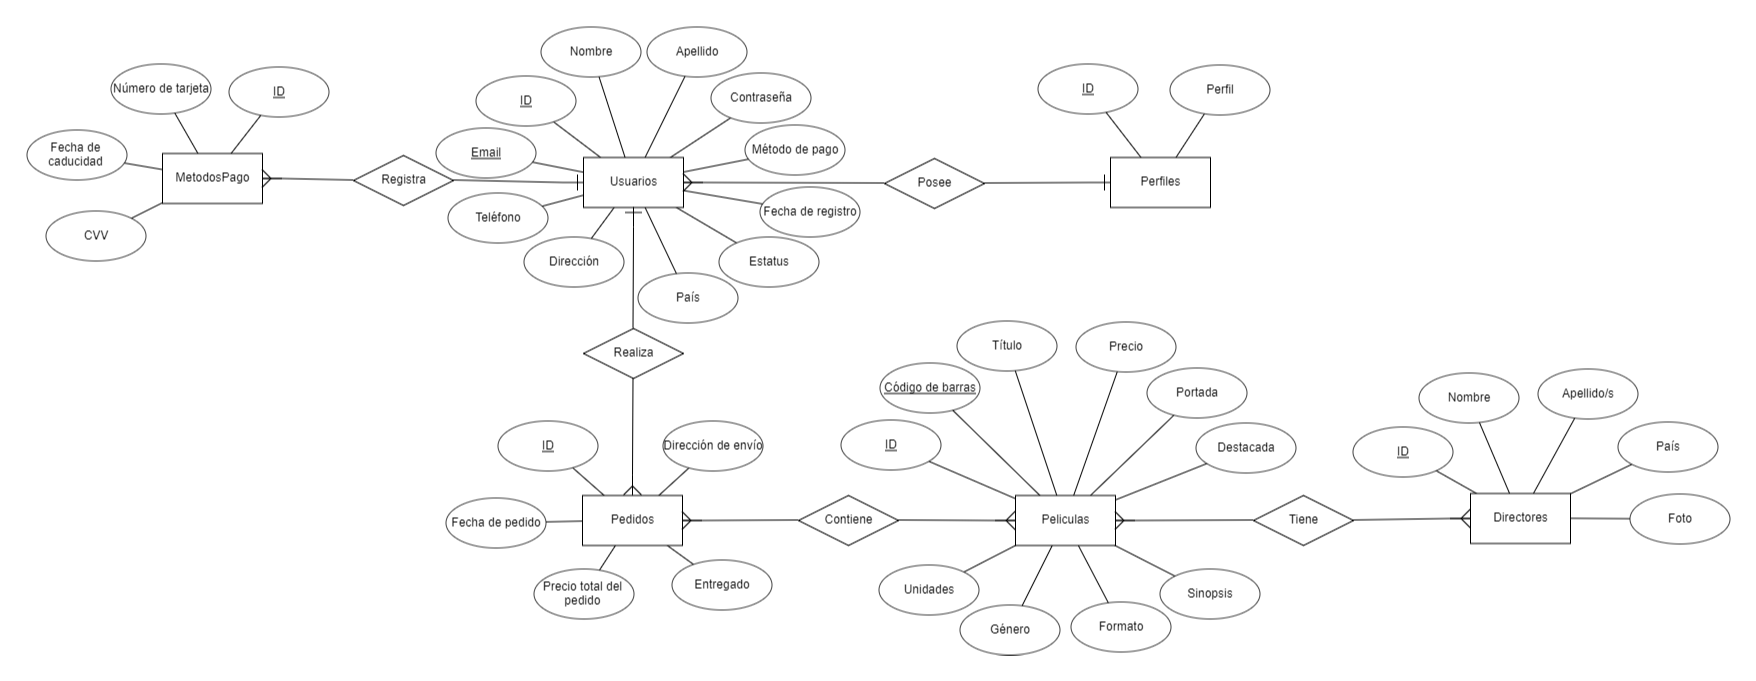 Nombre
Apellido
Número de tarjeta
ID
ID
Contraseña
ID
Perfil
Fecha de
caducidad
Email
Método de pago
MetodosPago
Registra
Usuarios
Posee
Perfiles
CVV
Teléfono
Fecha de registro
Dirección
Estatus
País
Realiza
Título
Precio
Código de barras
Portada
Nombre
Apellido/s
ID
Dirección de envío
ID
Destacada
ID
País
Fecha de pedido
Pedidos
Contiene
Peliculas
Tiene
Directores
Foto
Precio total del
pedido
Entregado
Unidades
Sinopsis
Género
Formato